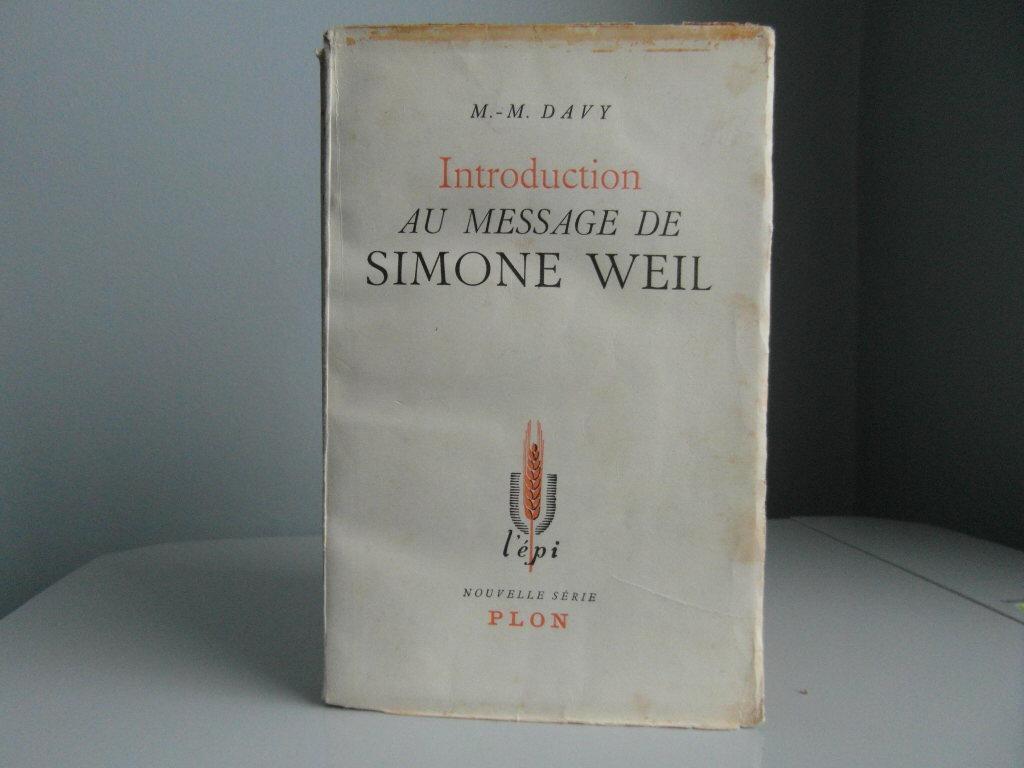 M.-M. DAVY
Introduction
AU MESSAGE DE
SIMONE WEIL
l'épi
NOUVELLE SÉRIE
PLON